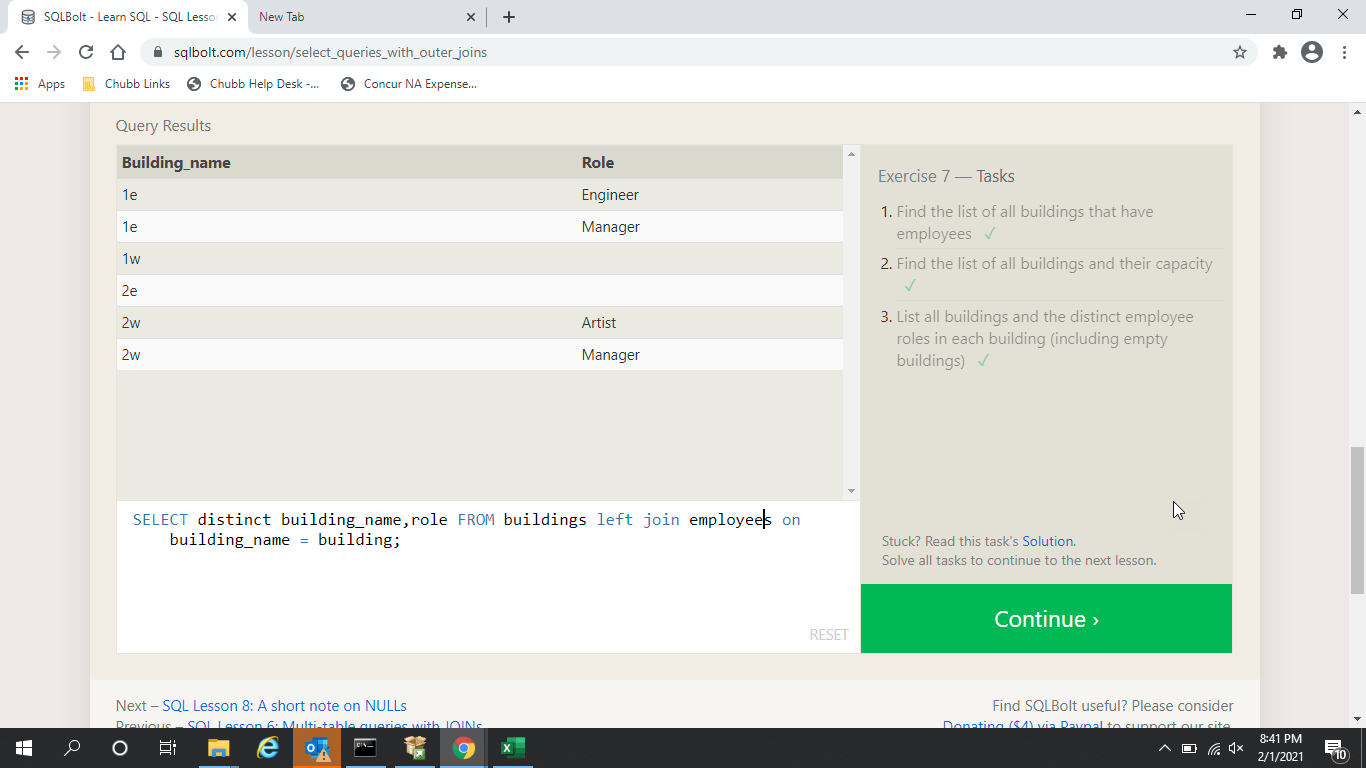 SQLBolt - Learn SQL - SQL Lesson
New Tab
sqlbolt.com/lesson/select_queries_with_outer_joins
Apps
Chubb Links
Chubb Help Desk -...
Concur NA Expense...
Query Results
Building_name Role
1e Engineer
1e Manager
1w
2e
2w Artist
2w Manager
SELECT distinct building_name,role FROM buildings left join employees on
building_name = building;
RESET
Exercise 7 — Tasks
1. Find the list of all buildings that have
employees ✓
2. Find the list of all buildings and their capacity
✓
3. List all buildings and the distinct employee
roles in each building (including empty
buildings) ✓
Stuck? Read this task's Solution.
Solve all tasks to continue to the next lesson.
Continue ›
Next – SQL Lesson 8: A short note on NULLs
Previous – SQL Lesson 6: Multi-table queries with JOINs
Find SQLBolt useful? Please consider
Donating ($4) via Paypal to support our site.
8:41 PM
2/1/2021
10